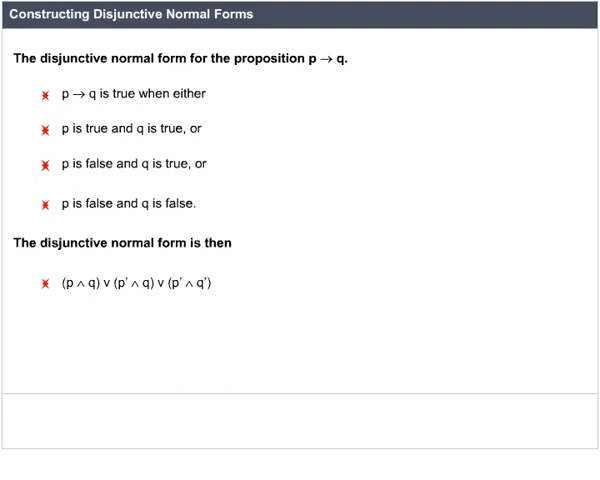 Constructing Disjunctive Normal Forms
The disjunctive normal form for the proposition p → q.
p → q is true when either
p is true and q is true, or
p is false and q is true, or
p is false and q is false.
The disjunctive normal form is then
(p ∧ q) v (p’ ∧ q) v (p’ ∧ q’)